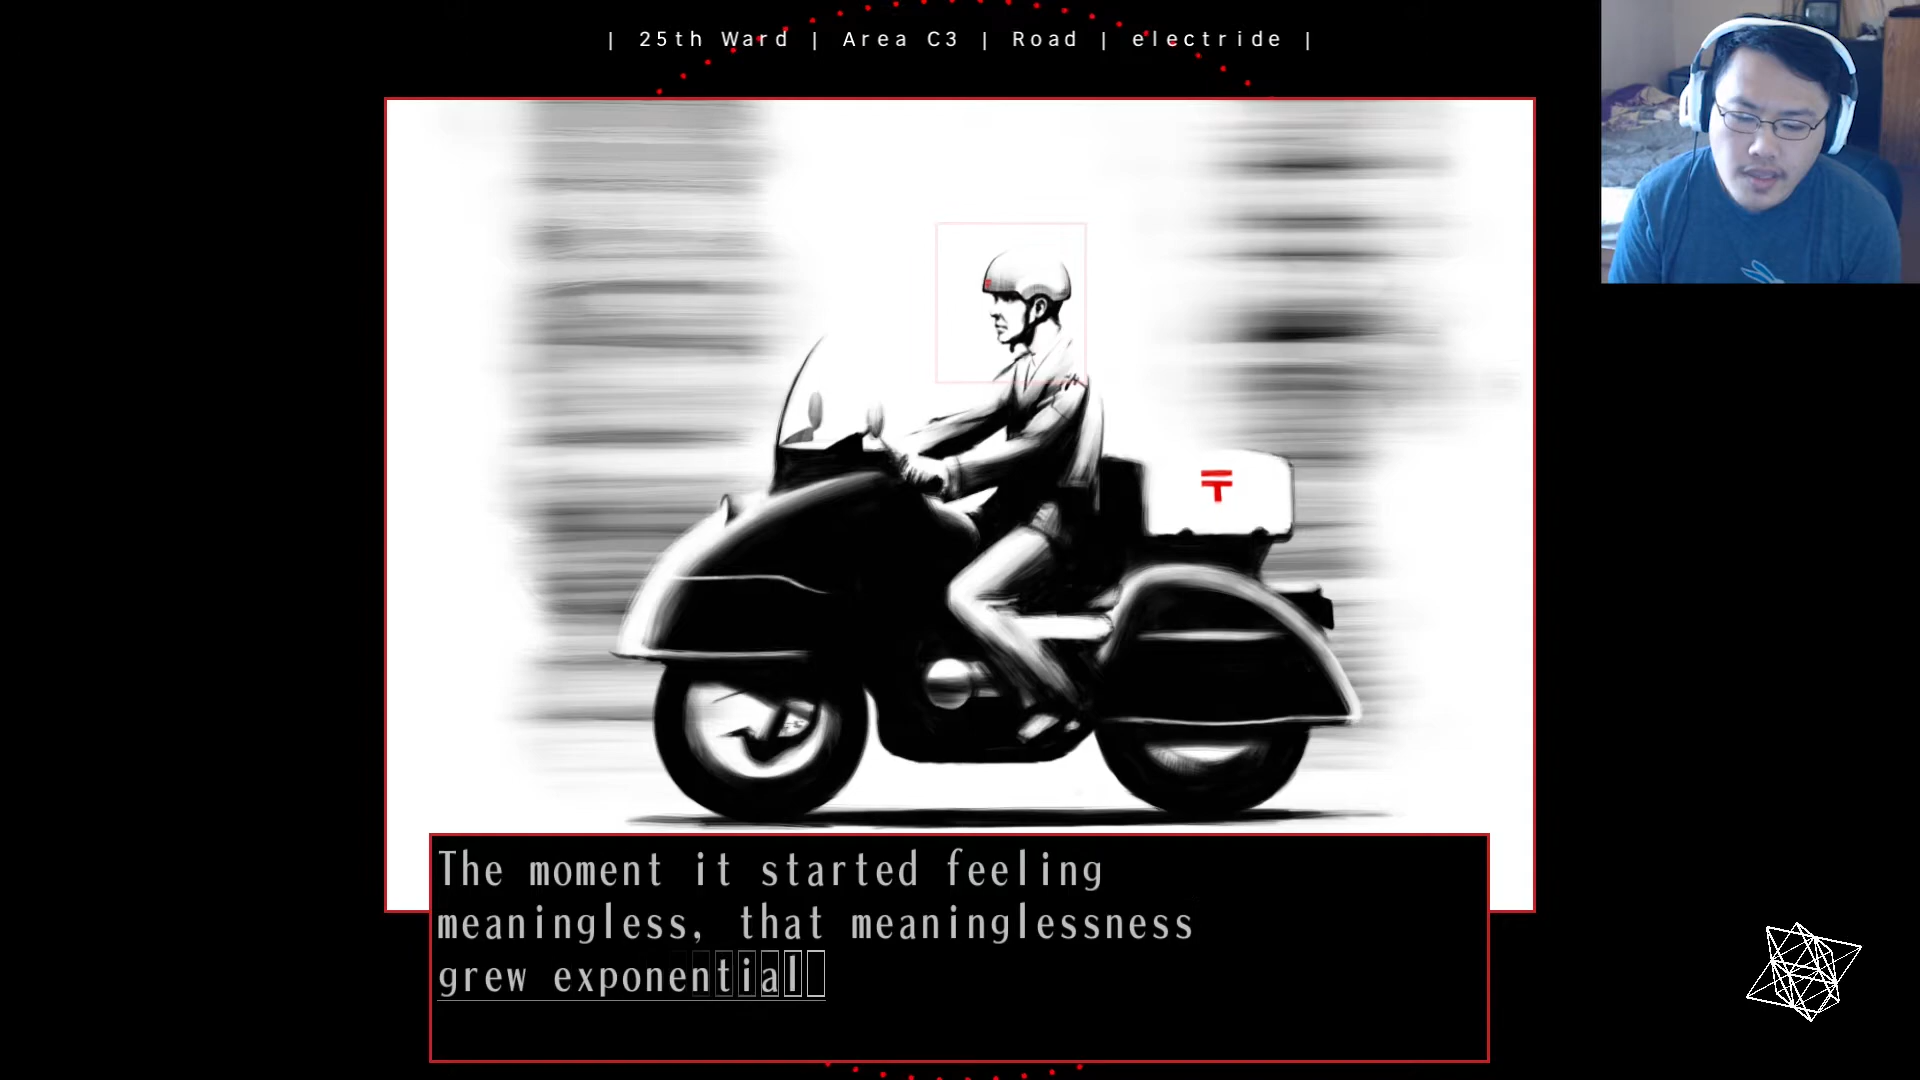 | 25th Ward | Area C3 | Road | electride |
〒
The moment it started feeling
meaningless, that meaninglessness
grew exponential